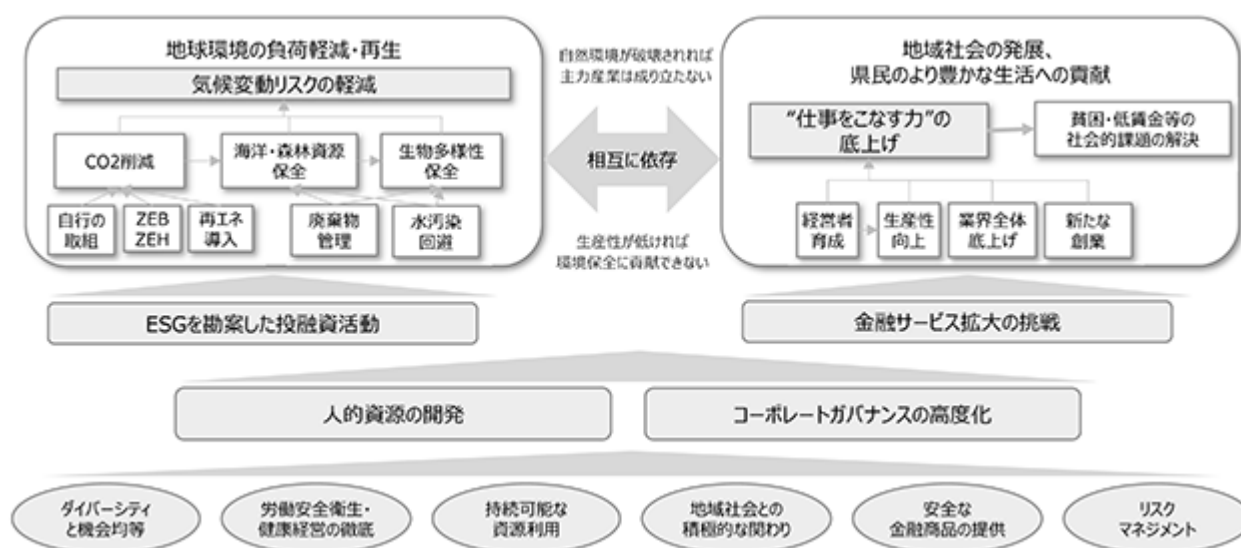 地球環境の負荷軽減・再生
気候変動リスクの軽減
CO2削減
海洋・森林資源
保全
生物多様性
保全
自行の
取組
ZEB
ZEH
再エネ
導入
廃棄物
管理
水汚染
回避
自然環境が破壊されれば
主力産業は成り立たない
相互に依存
生産性が低ければ
環境保全に貢献できない
地域社会の発展、
県民のより豊かな生活への貢献
“仕事をこなす力”の
底上げ
貧困・低賃金等の
社会的課題の解決
経営者
育成
生産性
向上
業界全体
底上げ
新たな
創業
ESGを勘案した投融資活動
金融サービス拡大の挑戦
人的資源の開発
コーポレートガバナンスの高度化
ダイバーシティ
と機会均等
労働安全衛生・
健康経営の徹底
持続可能な
資源利用
地域社会との
積極的な関わり
安全な
金融商品の提供
リスク
マネジメント